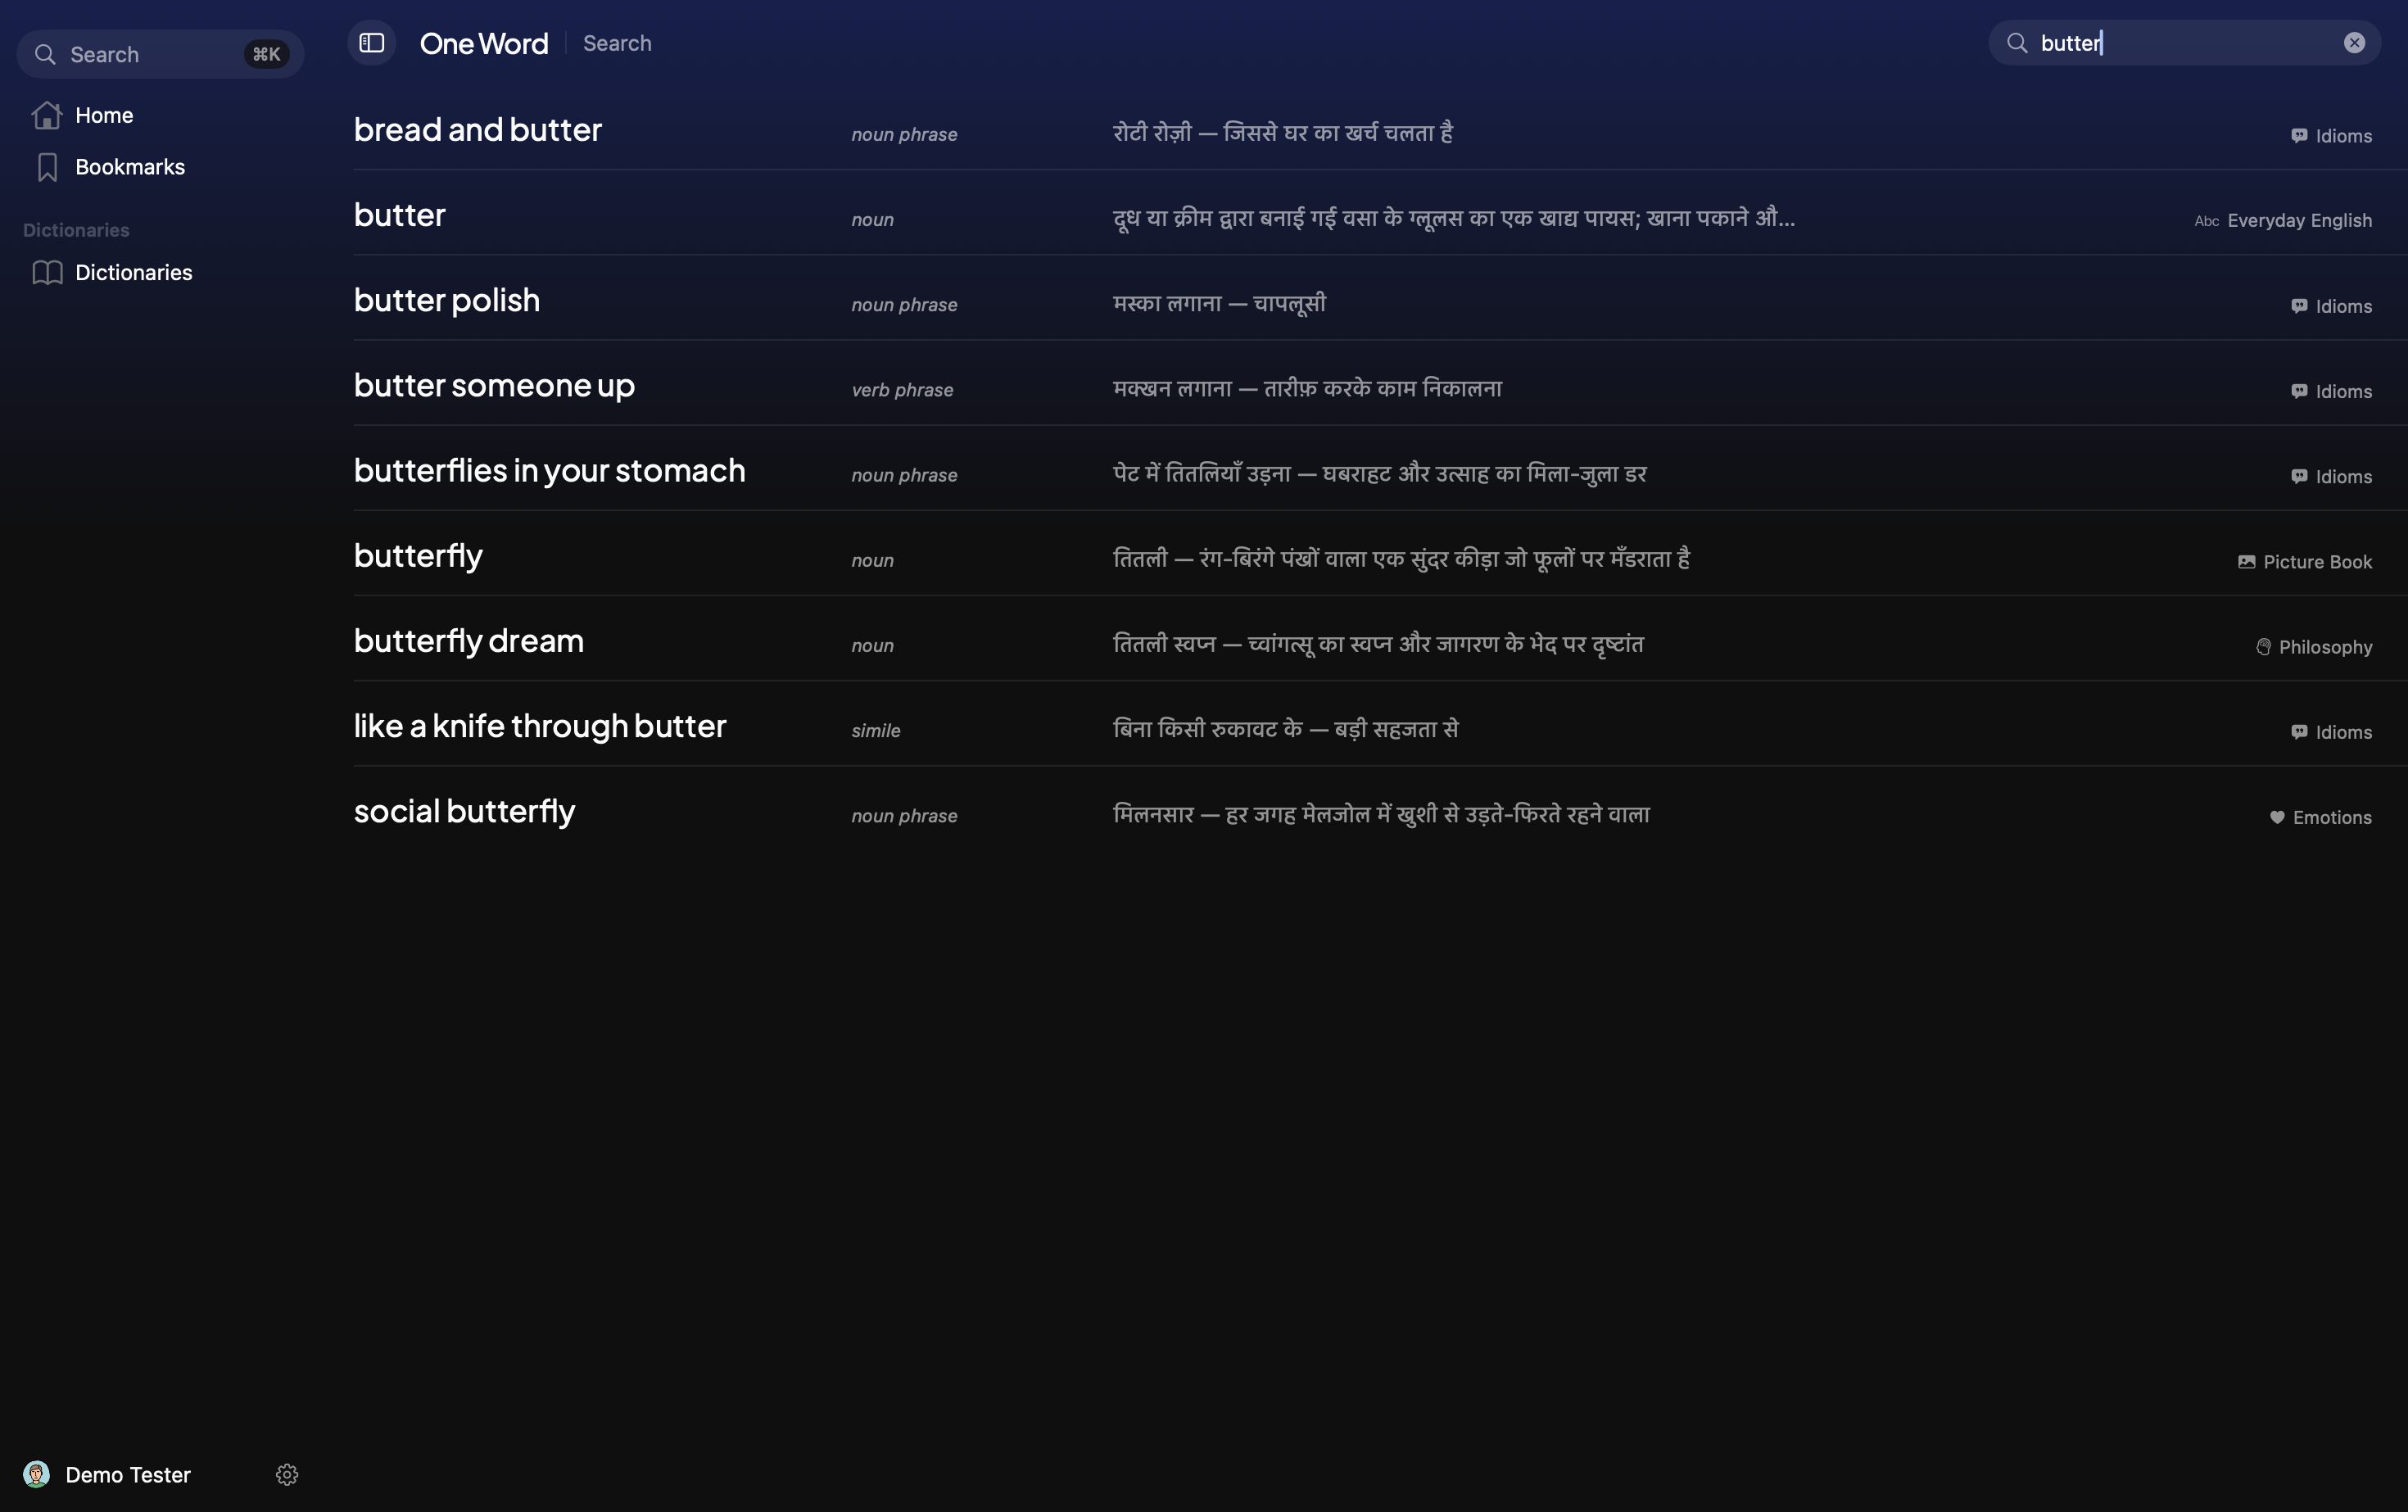 Search ⌘K
Home
Bookmarks
Dictionaries
Dictionaries
Demo Tester
One Word Search
butter
bread and butter noun phrase रोटी रोज़ी — जिससे घर का खर्च चलता है Idioms
butter noun दूध या क्रीम द्वारा बनाई गई वसा के ग्लूलस का एक खाद्य पायस; खाना पकाने औ... Abc Everyday English
butter polish noun phrase मस्का लगाना — चापलूसी Idioms
butter someone up verb phrase मक्खन लगाना — तारीफ़ करके काम निकालना Idioms
butterflies in your stomach noun phrase पेट में तितलियाँ उड़ना — घबराहट और उत्साह का मिला-जुला डर Idioms
butterfly noun तितली — रंग-बिरंगे पंखों वाला एक सुंदर कीड़ा जो फूलों पर मँडराता है Picture Book
butterfly dream noun तितली स्वप्न — च्वांगत्सू का स्वप्न और जागरण के भेद पर दृष्टांत Philosophy
like a knife through butter simile बिना किसी रुकावट के — बड़ी सहजता से Idioms
social butterfly noun phrase मिलनसार — हर जगह मेलजोल में खुशी से उड़ते-फिरते रहने वाला Emotions